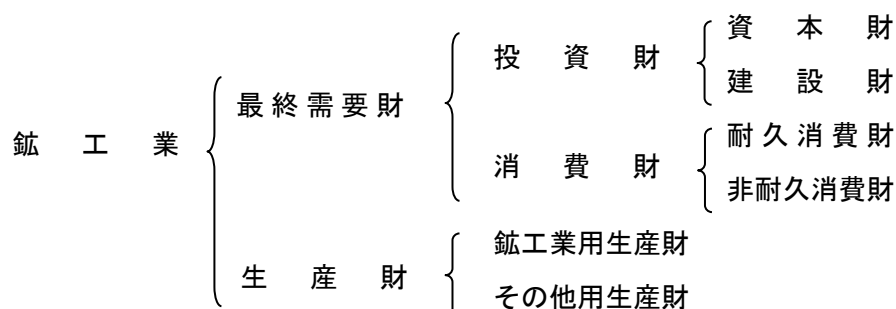 資本財
投資財
建設財
最終需要財
鉱工業
耐久消費財
消費財
非耐久消費財
鉱工業用生産財
生産財
その他用生産財